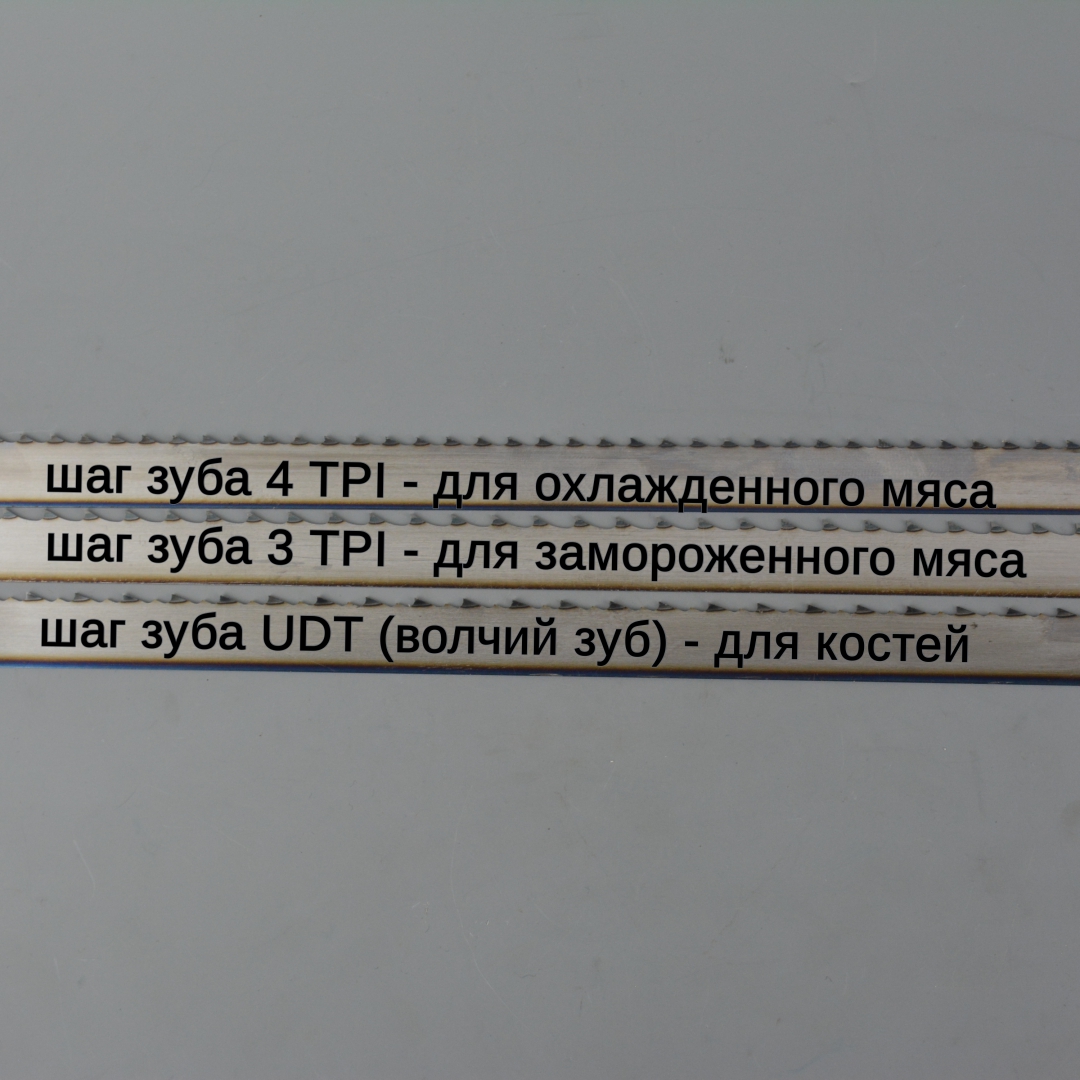 шаг зуба 4 TPI - для охлажденного мяса
шаг зуба 3 TPI - для замороженного мяса
шаг зуба UDT (волчий зуб) - для костей